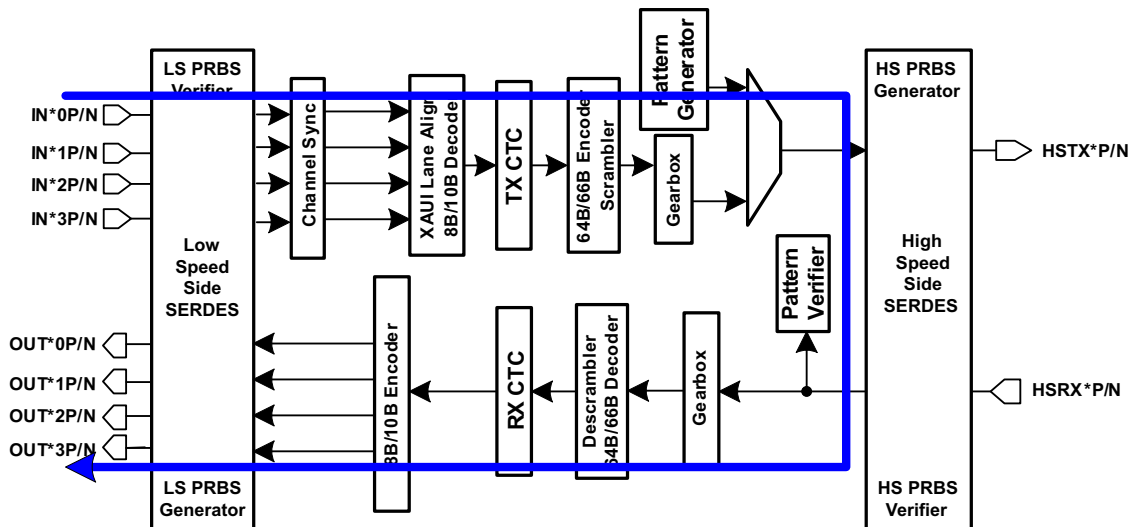 LS PRBS
Verifier
IN*0P/N
IN*1P/N
IN*2P/N
IN*3P/N
Low
Speed
Side
SERDES
OUT*0P/N
OUT*1P/N
OUT*2P/N
OUT*3P/N
LS PRBS
Generator
Channel Sync
XAUI Lane Align
8B/10B Decode
TX CTC
64B/66B Encoder
Scrambler
Pattern
Generator
Gearbox
8B/10B Encoder
RX CTC
Descrambler
64B/66B Decoder
Gearbox
Pattern
Verifier
HS PRBS
Generator
High
Speed
Side
SERDES
HS PRBS
Verifier
HSTX*P/N
HSRX*P/N